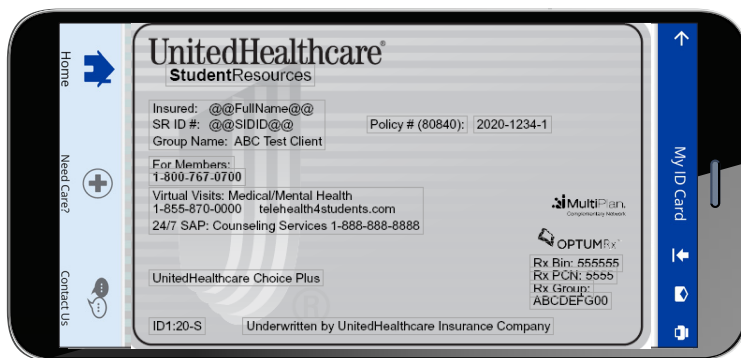 UnitedHealthcare®
StudentResources
Insured: @@FullName@@
SR ID #: @@SIDID@@
Policy # (80840): 2020-1234-1
Group Name: ABC Test Client
For Members:
1-800-767-0700
Virtual Visits: Medical/Mental Health
1-855-870-0000 telehealth4students.com
24/7 SAP: Counseling Services 1-888-888-8888
MultiPlan.
Complementary Network
OPTUMRx®
Rx Bin: 555555
Rx PCN: 5555
Rx Group:
ABCDEFG00
UnitedHealthcare Choice Plus
ID1:20-S
Underwritten by UnitedHealthcare Insurance Company
®
My ID Card
Home
Need Care?
Contact Us